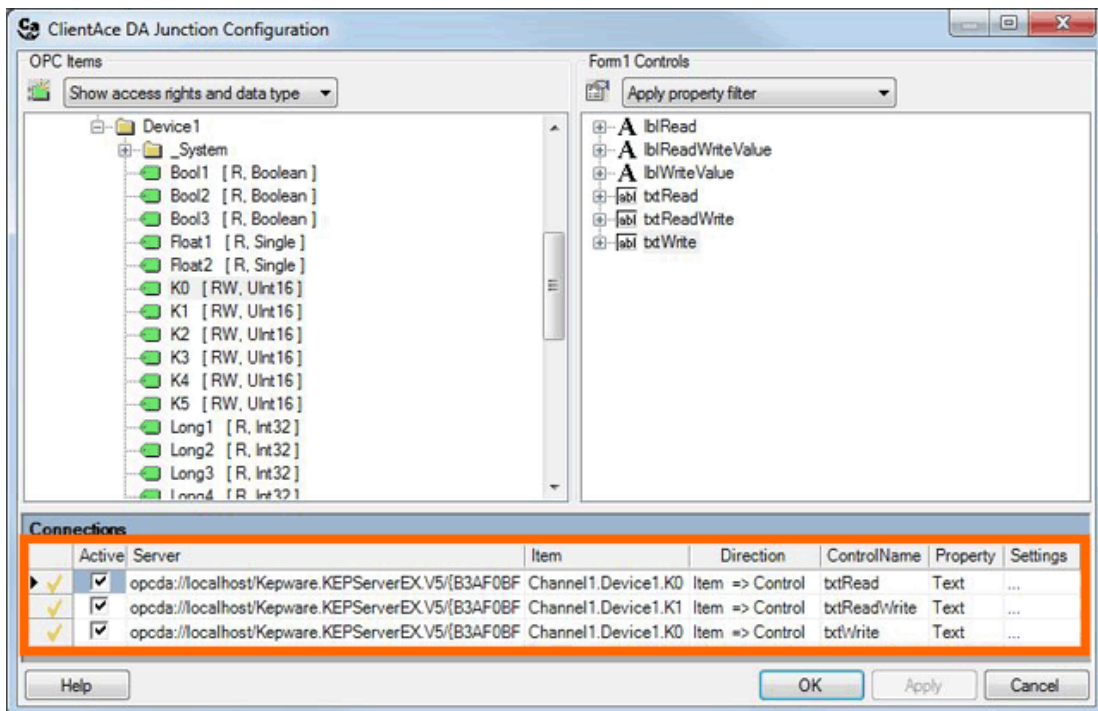 ClientAce DA Junction Configuration
OPC Items
Show access rights and data type
Device1
_System
Bool1 [ R, Boolean ]
Bool2 [ R, Boolean ]
Bool3 [ R, Boolean ]
Float1 [ R, Single ]
Float2 [ R, Single ]
K0 [ RW, UInt16 ]
K1 [ RW, UInt16 ]
K2 [ RW, UInt16 ]
K3 [ RW, UInt16 ]
K4 [ RW, UInt16 ]
K5 [ RW, UInt16 ]
Long1 [ R, Int32 ]
Long2 [ R, Int32 ]
Long3 [ R, Int32 ]
Long4 [ R, Int32 ]
Form1 Controls
Apply property filter
A lblRead
A lblReadWriteValue
A lblWriteValue
abl txtRead
abl txtReadWrite
abl txtWrite
Connections
Active Server Item Direction ControlName Property Settings
opcda://localhost/Kepware.KEPServerEX.V5/{B3AF0BF Channel1.Device1.K0 Item => Control txtRead Text ...
opcda://localhost/Kepware.KEPServerEX.V5/{B3AF0BF Channel1.Device1.K1 Item => Control txtReadWrite Text ...
opcda://localhost/Kepware.KEPServerEX.V5/{B3AF0BF Channel1.Device1.K0 Item => Control txtWrite Text ...
Help OK Apply Cancel